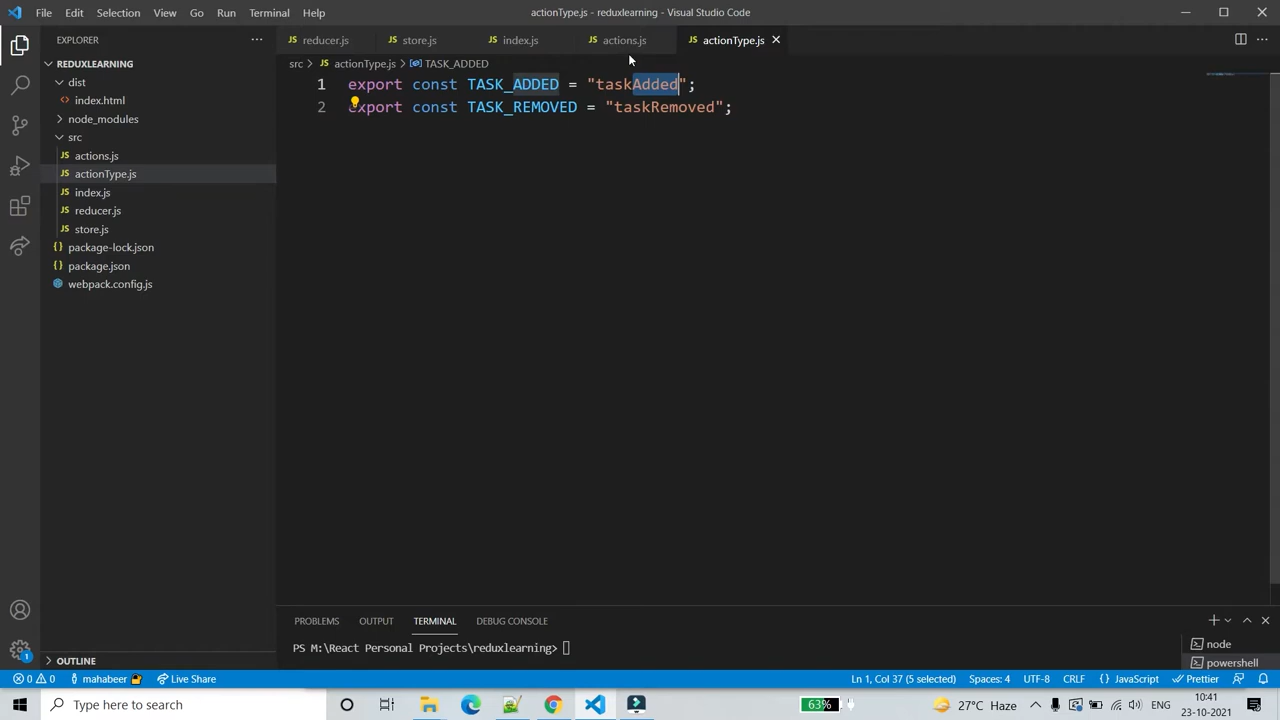 File Edit Selection View Go Run Terminal Help
actionType.js - reduxlearning - Visual Studio Code
EXPLORER
reducer.js store.js index.js actions.js actionType.js
src > actionType.js > TASK_ADDED
REDUXLEARNING
dist
index.html
node_modules
src
actions.js
actionType.js
index.js
reducer.js
store.js
package-lock.json
package.json
webpack.config.js
1 export const TASK_ADDED = "taskAdded";
2 export const TASK_REMOVED = "taskRemoved";
PROBLEMS OUTPUT TERMINAL DEBUG CONSOLE
PS M:\React Personal Projects\reduxlearning>
node
powershell
OUTLINE
1
0 0 mahabeer Live Share
Ln 1, Col 37 (5 selected) Spaces: 4 UTF-8 CRLF {} JavaScript Prettier
Type here to search
63%
27°C Haze
ENG
10:41
23-10-2021